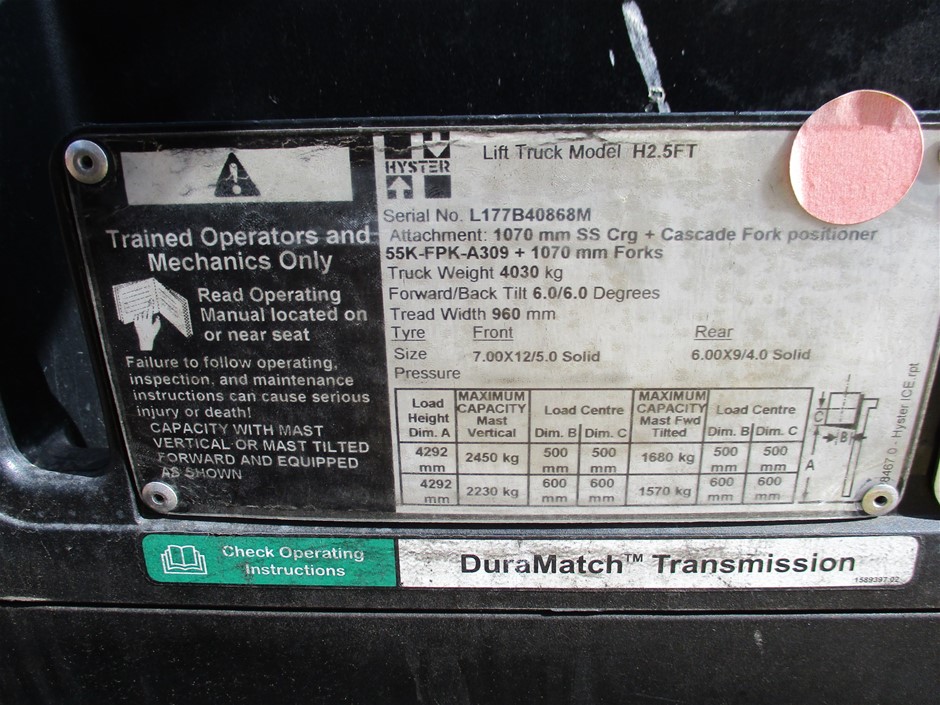 Trained Operators and
Mechanics Only
Read Operating
Manual located on
or near seat
Failure to follow operating,
inspection, and maintenance
instructions can cause serious
injury or death!
CAPACITY WITH MAST
VERTICAL OR MAST TILTED
FORWARD AND EQUIPPED
AS SHOWN
HYSTER
Lift Truck Model H2.5FT
Serial No. L177B40868M
Attachment: 1070 mm SS Crg + Cascade Fork positioner
55K-FPK-A309 + 1070 mm Forks
Truck Weight 4030 kg
Forward/Back Tilt 6.0/6.0 Degrees
Tread Width 960 mm
Tyre Front Rear
Size 7.00X12/5.0 Solid 6.00X9/4.0 Solid
Pressure
Load Height Dim. A MAXIMUM CAPACITY Mast Vertical Load Centre Dim. B Dim. C MAXIMUM CAPACITY Mast Fwd Tilted Load Centre Dim. B Dim. C
4292 mm 2450 kg 500 mm 500 mm 1680 kg 500 mm 500 mm
4292 mm 2230 kg 600 mm 600 mm 1570 kg 600 mm 600 mm
C
B
A
8467 0 - Hyster ICE.rpt
Check Operating
Instructions
DuraMatch™ Transmission
1589397 02